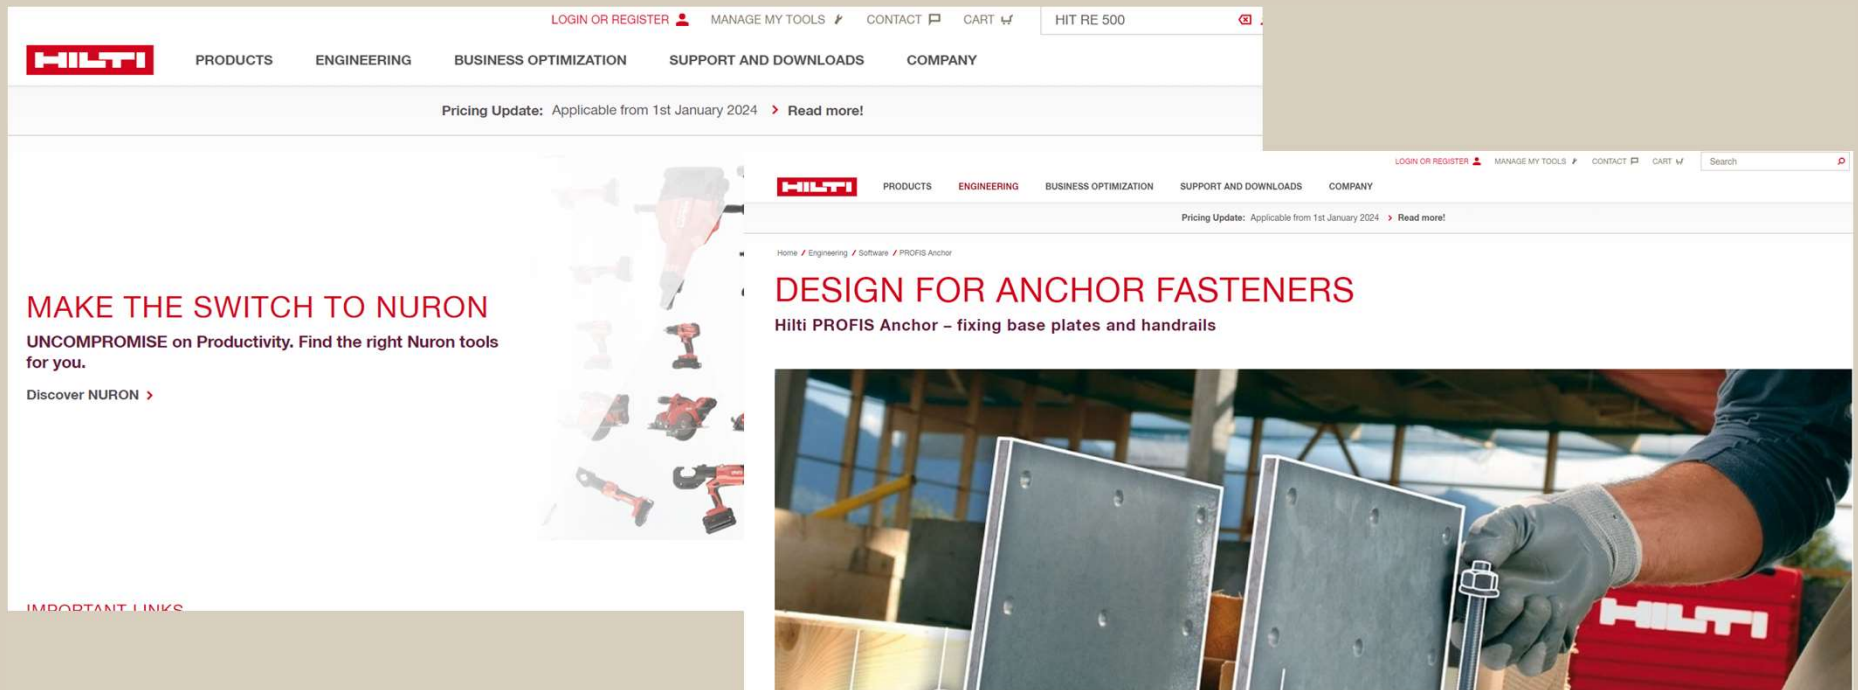 LOGIN OR REGISTER MANAGE MY TOOLS CONTACT CART HIT RE 500
HILTI PRODUCTS ENGINEERING BUSINESS OPTIMIZATION SUPPORT AND DOWNLOADS COMPANY
Pricing Update: Applicable from 1st January 2024 Read more!
MAKE THE SWITCH TO NURON
UNCOMPROMISE on Productivity. Find the right Nuron tools
for you.
Discover NURON
IMPORTANT LINKS
LOGIN OR REGISTER MANAGE MY TOOLS CONTACT CART Search
HILTI PRODUCTS ENGINEERING BUSINESS OPTIMIZATION SUPPORT AND DOWNLOADS COMPANY
Pricing Update: Applicable from 1st January 2024 Read more!
Home / Engineering / Software / PROFIS Anchor
DESIGN FOR ANCHOR FASTENERS
Hilti PROFIS Anchor – fixing base plates and handrails
HILTI